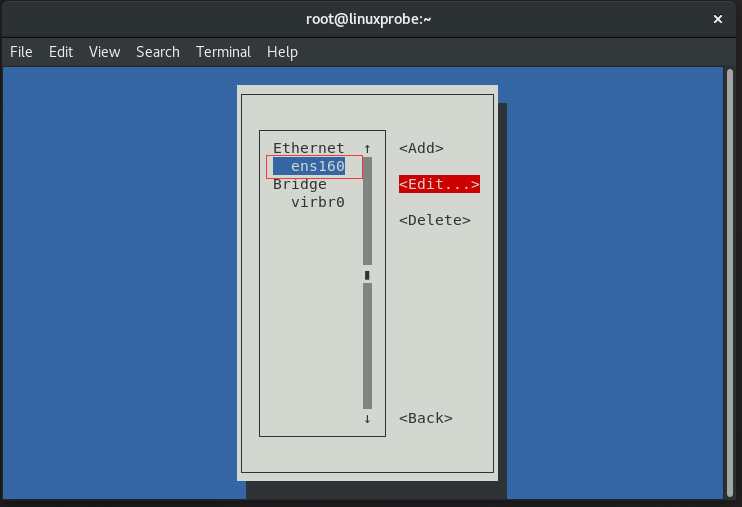 root@linuxprobe:~ ×
File Edit View Search Terminal Help
Ethernet ↑ <Add>
ens160
Bridge <Edit...>
virbr0
<Delete>
↓ <Back>